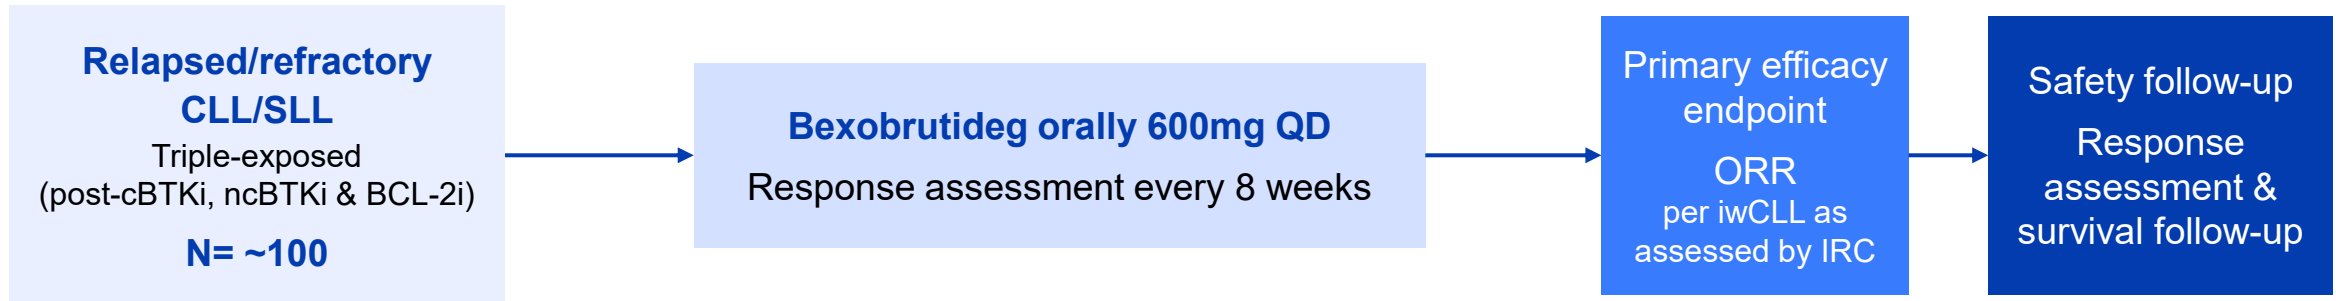 Relapsed/refractory
CLL/SLL
Triple-exposed
(post-cBTKi, ncBTKi & BCL-2i)
N= ~100
Bexobrutideg orally 600mg QD
Response assessment every 8 weeks
Primary efficacy
endpoint
ORR
per iwCLL as
assessed by IRC
Safety follow-up
Response
assessment &
survival follow-up